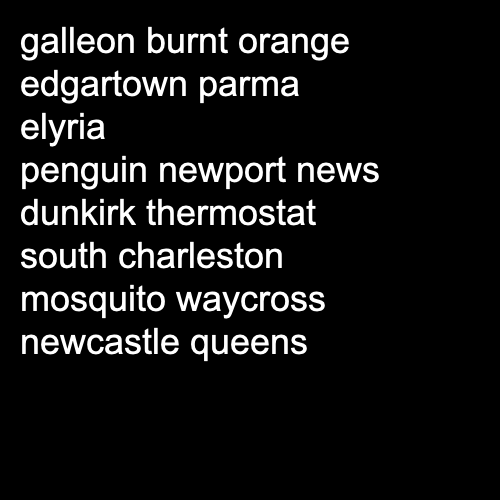 galleon burnt orange
edgartown parma
elyria
penguin newport news
dunkirk thermostat
south charleston
mosquito waycross
newcastle queens